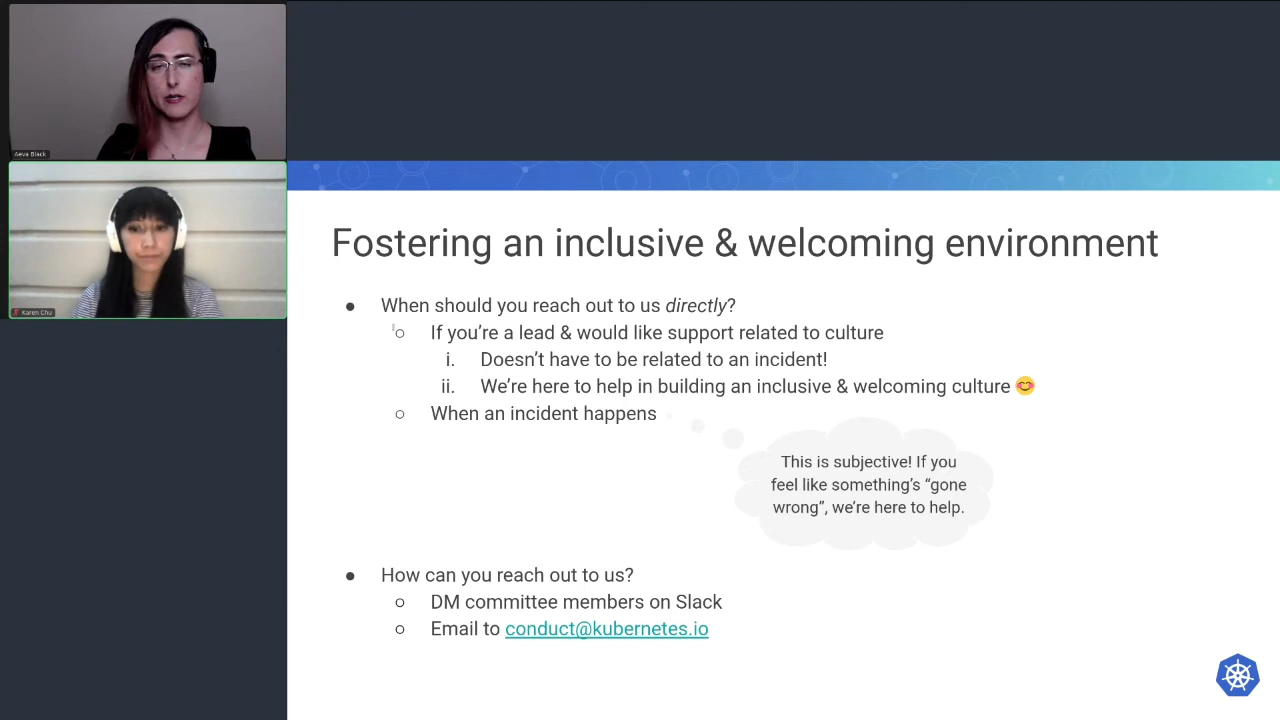 Aeva Black
Karen Chu
Fostering an inclusive & welcoming environment
● When should you reach out to us directly?
○ If you’re a lead & would like support related to culture
i. Doesn’t have to be related to an incident!
ii. We’re here to help in building an inclusive & welcoming culture 😊
○ When an incident happens
This is subjective! If you
feel like something’s “gone
wrong”, we’re here to help.
● How can you reach out to us?
○ DM committee members on Slack
○ Email to conduct@kubernetes.io